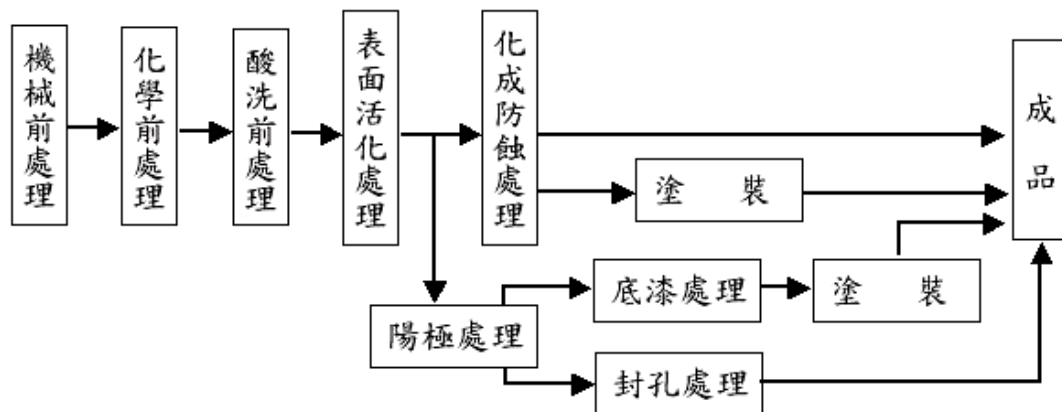 機械前處理
化學前處理
酸洗前處理
表面活化處理
化成防蝕處理
成品
塗裝
底漆處理
塗裝
陽極處理
封孔處理